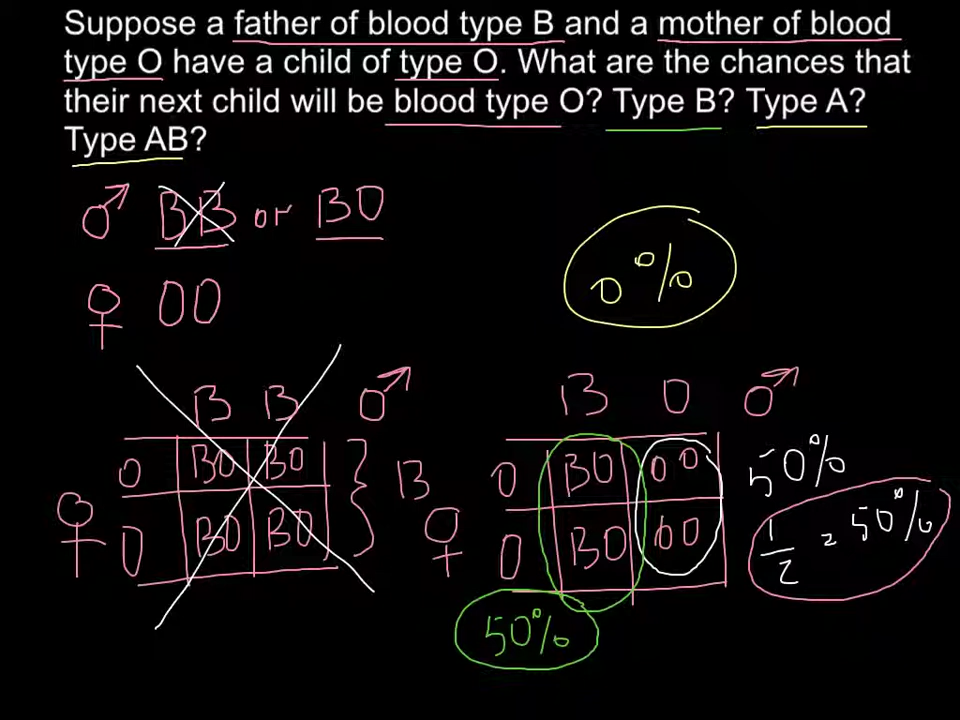 Suppose a father of blood type B and a mother of blood
type O have a child of type O. What are the chances that
their next child will be blood type O? Type B? Type A?
Type AB?
♂ BB or BO
0%
♀ OO
B B ♂
B O ♂
O BO BO
B
O BO OO
50%
♀ O BO BO
♀ O BO OO
1/2 = 50%
50%